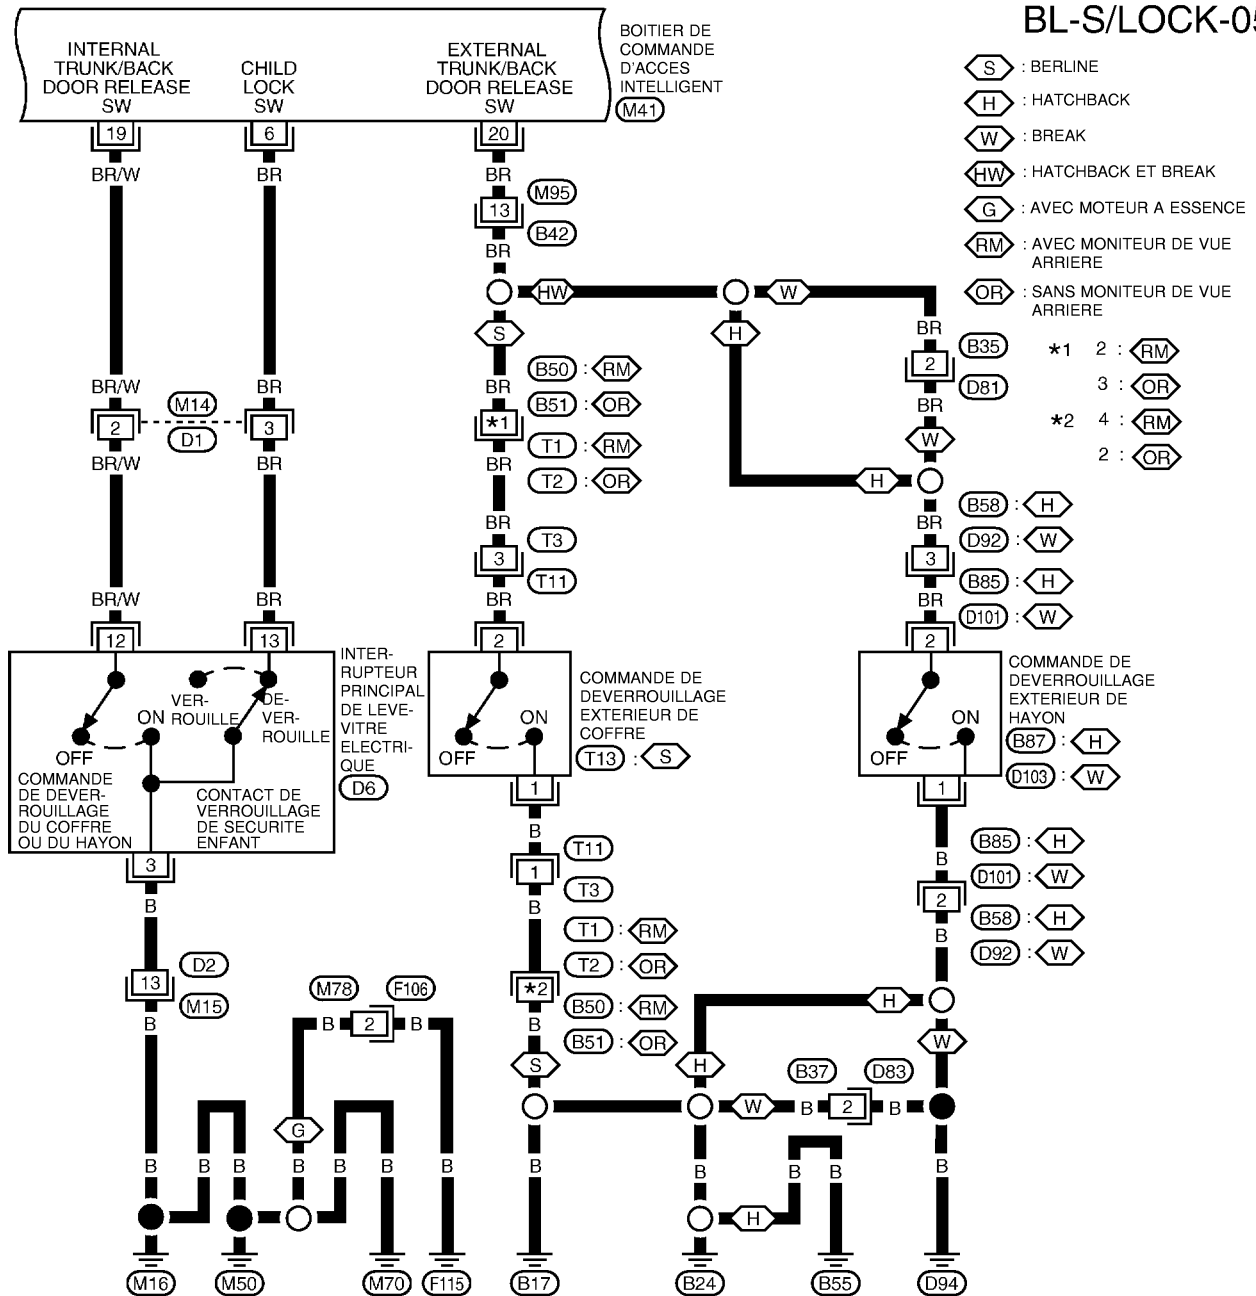 BL-S/LOCK-05
INTERNAL
TRUNK/BACK
DOOR RELEASE
SW
CHILD
LOCK
SW
EXTERNAL
TRUNK/BACK
DOOR RELEASE
SW
BOITIER DE
COMMANDE
D'ACCES
INTELLIGENT
M41
S : BERLINE
H : HATCHBACK
W : BREAK
HW : HATCHBACK ET BREAK
G : AVEC MOTEUR A ESSENCE
RM : AVEC MONITEUR DE VUE
ARRIERE
OR : SANS MONITEUR DE VUE
ARRIERE
*1 2 : RM
3 : OR
*2 4 : RM
2 : OR
19 6 20
BR/W BR BR
13 M95
B42
BR
HW W
S H
BR
2 B35
D81
BR
W
H
BR/W BR BR
2 M14 3 *1
D1
B50 : RM
B51 : OR
T1 : RM
T2 : OR
BR/W BR BR
BR
3 T3
T11
BR
BR
3
B58 : H
D92 : W
B85 : H
D101 : W
BR
BR/W BR
12 13 2 2
VER-
ROUILLE
DE-
VER-
ROUILLE
ON
OFF
COMMANDE
DE DEVER-
ROUILLAGE
DU COFFRE
OU DU HAYON
CONTACT DE
VERROUILLAGE
DE SECURITE
ENFANT
INTER-
RUPTEUR
PRINCIPAL
DE LEVE-
VITRE
ELECTRI-
QUE
D6
ON
OFF
COMMANDE DE
DEVERROUILLAGE
EXTERIEUR DE
COFFRE
T13 : S
ON
OFF
COMMANDE DE
DEVERROUILLAGE
EXTERIEUR DE
HAYON
B87 : H
D103 : W
3 1 1
B B B
1 T11
T3
B
2
B85 : H
D101 : W
B58 : H
D92 : W
B
13 D2
M15
B
*2
T1 : RM
T2 : OR
B50 : RM
B51 : OR
B
M78 F106
B 2 B
S H H W
G
W B B37 2 D83 B
B B B B B B B B B B B B
H
M16 M50 M70 F115 B17 B24 B55 D94